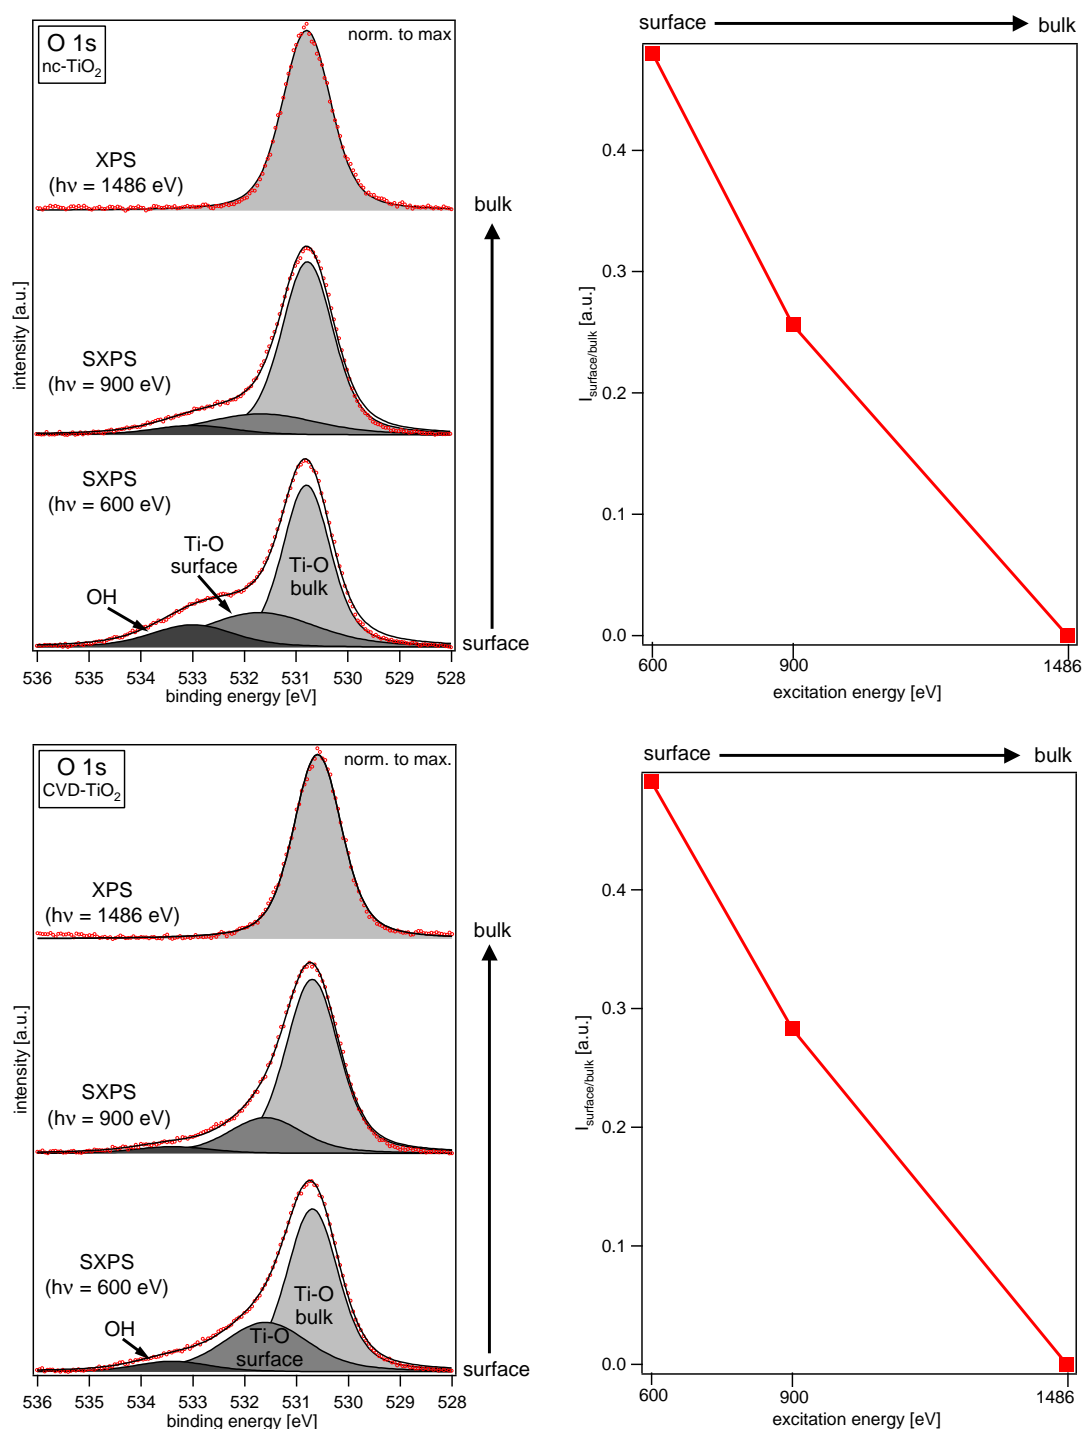 O 1s
nc-TiO₂
norm. to max
XPS
(hν = 1486 eV)
SXPS
(hν = 900 eV)
SXPS
(hν = 600 eV)
Ti-O
surface
OH
Ti-O
bulk
bulk
surface
intensity [a.u.]
536 535 534 533 532 531 530 529 528
binding energy [eV]
surface
bulk
0.4
0.3
0.2
0.1
0.0
I surface/bulk [a.u.]
600 900 1486
excitation energy [eV]
O 1s
CVD-TiO₂
norm. to max.
XPS
(hν = 1486 eV)
SXPS
(hν = 900 eV)
SXPS
(hν = 600 eV)
OH
Ti-O
surface
Ti-O
bulk
bulk
surface
intensity [a.u.]
536 535 534 533 532 531 530 529 528
binding energy [eV]
surface
bulk
0.4
0.3
0.2
0.1
0.0
I surface/bulk [a.u.]
600 900 1486
excitation energy [eV]